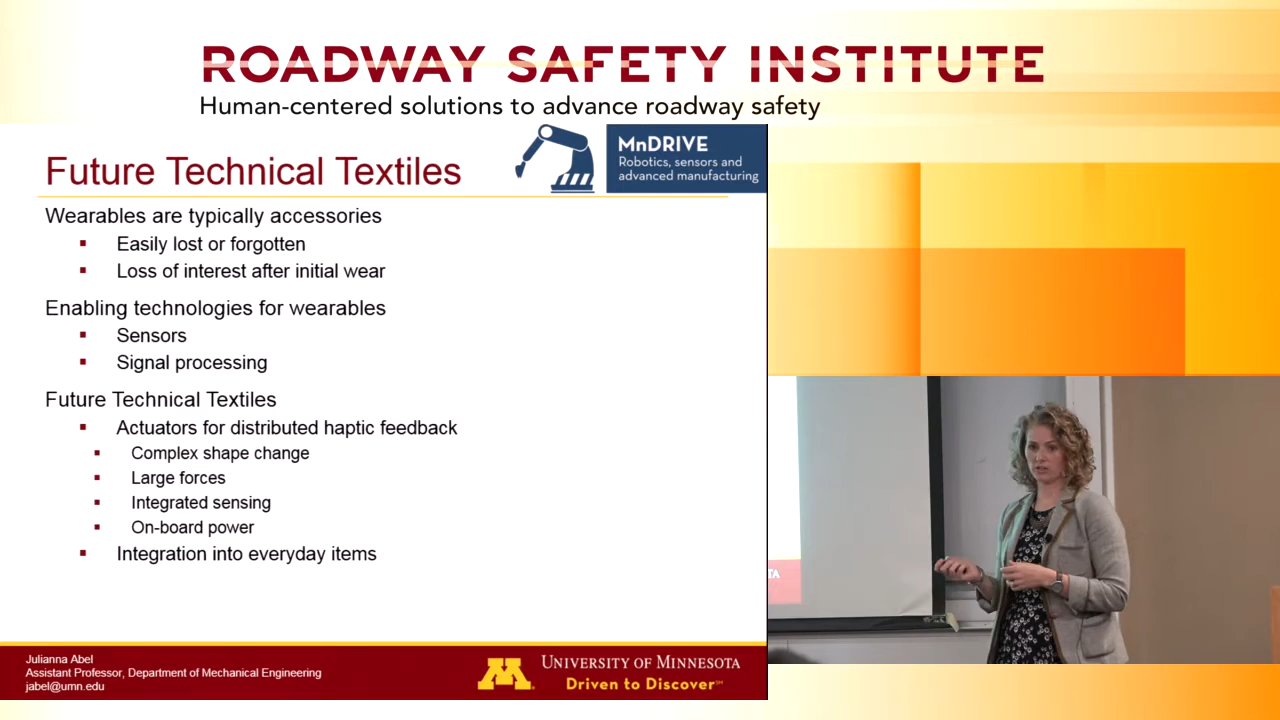 ROADWAY SAFETY INSTITUTE
Human-centered solutions to advance roadway safety
Future Technical Textiles
MnDRIVE
Robotics, sensors and
advanced manufacturing
Wearables are typically accessories
Easily lost or forgotten
Loss of interest after initial wear
Enabling technologies for wearables
Sensors
Signal processing
Future Technical Textiles
Actuators for distributed haptic feedback
Complex shape change
Large forces
Integrated sensing
On-board power
Integration into everyday items
Julianna Abel
Assistant Professor, Department of Mechanical Engineering
jabel@umn.edu
M
UNIVERSITY OF MINNESOTA
Driven to Discover℠
TA